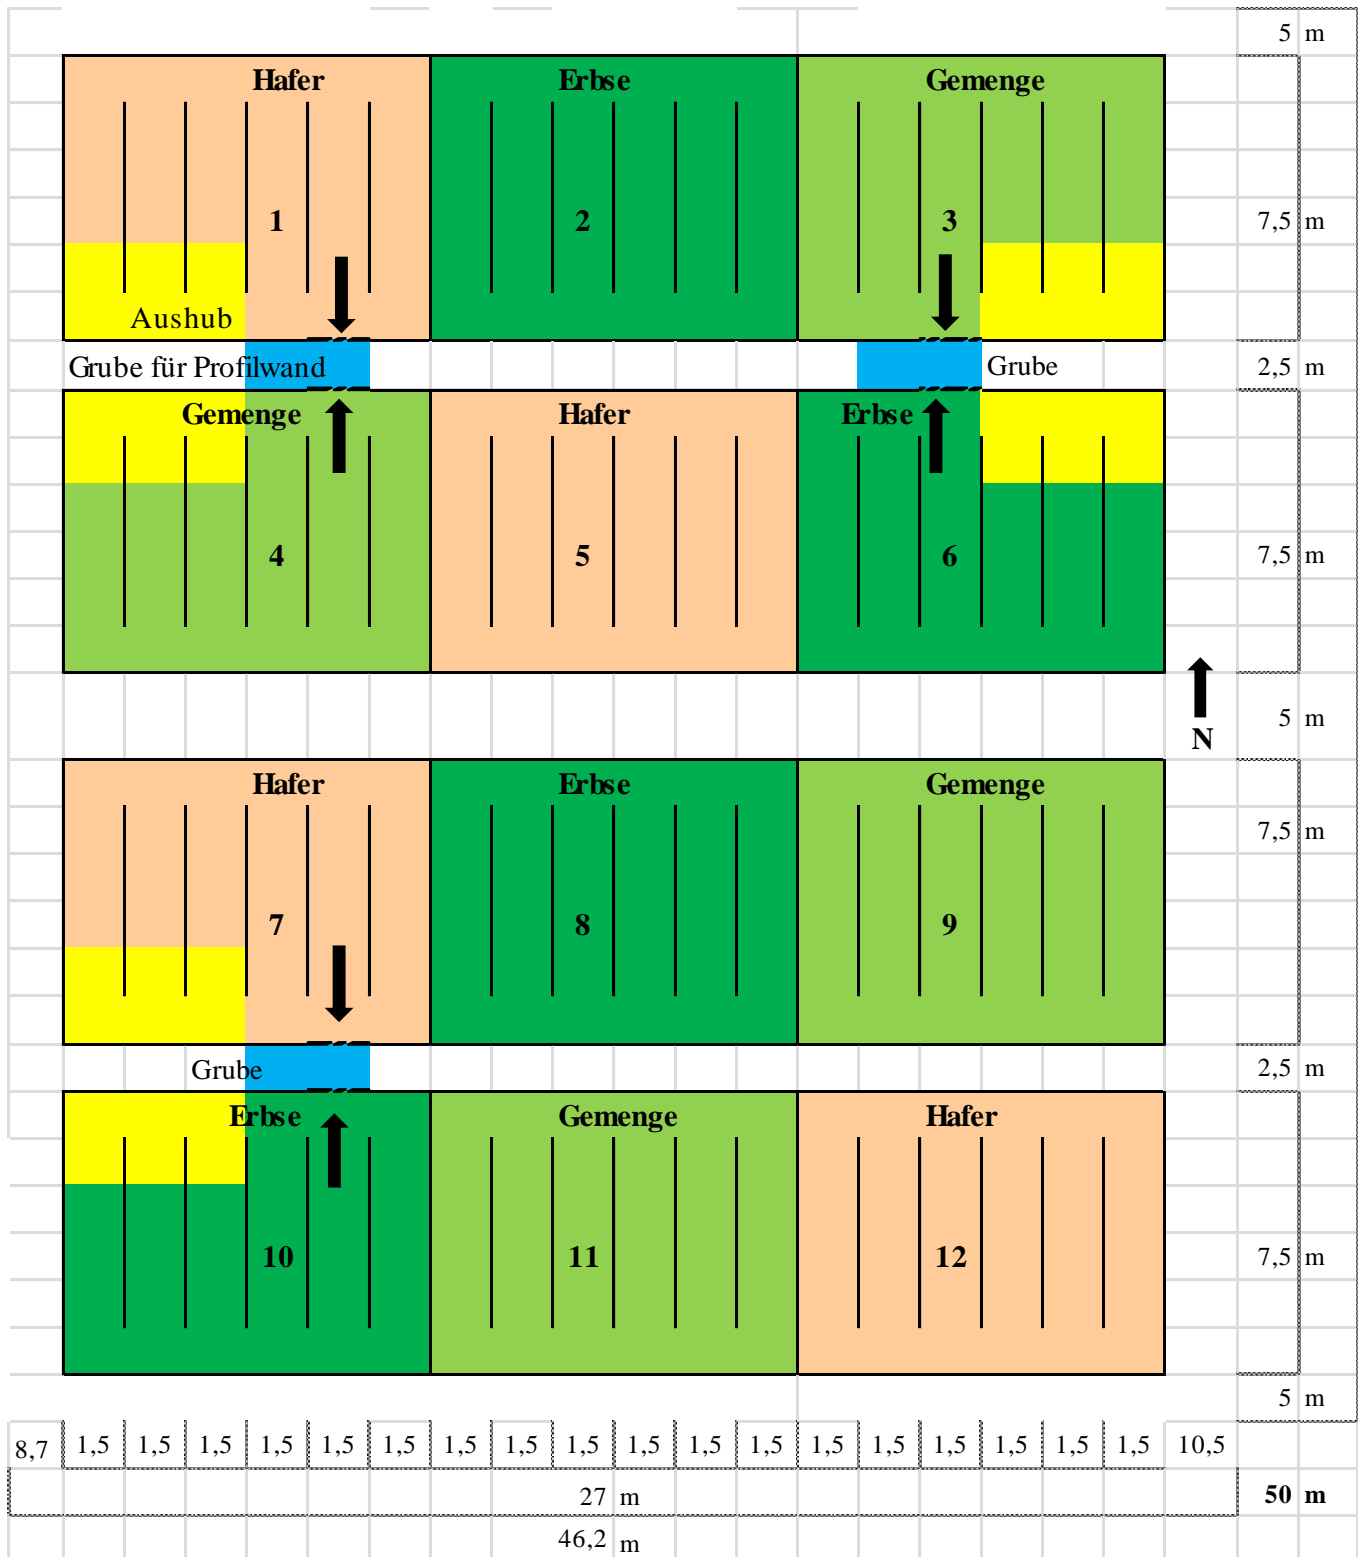 5 m
Hafer Erbse Gemenge
1 2 3 7,5 m
Aushub
Grube für Profilwand Grube 2,5 m
Gemenge Hafer Erbse
4 5 6 7,5 m
5 m
N
Hafer Erbse Gemenge
7,5 m
7 8 9
Grube 2,5 m
Erbse Gemenge Hafer
10 11 12 7,5 m
5 m
8,7 1,5 1,5 1,5 1,5 1,5 1,5 1,5 1,5 1,5 1,5 1,5 1,5 1,5 1,5 1,5 1,5 1,5 1,5 10,5
27 m 50 m
46,2 m